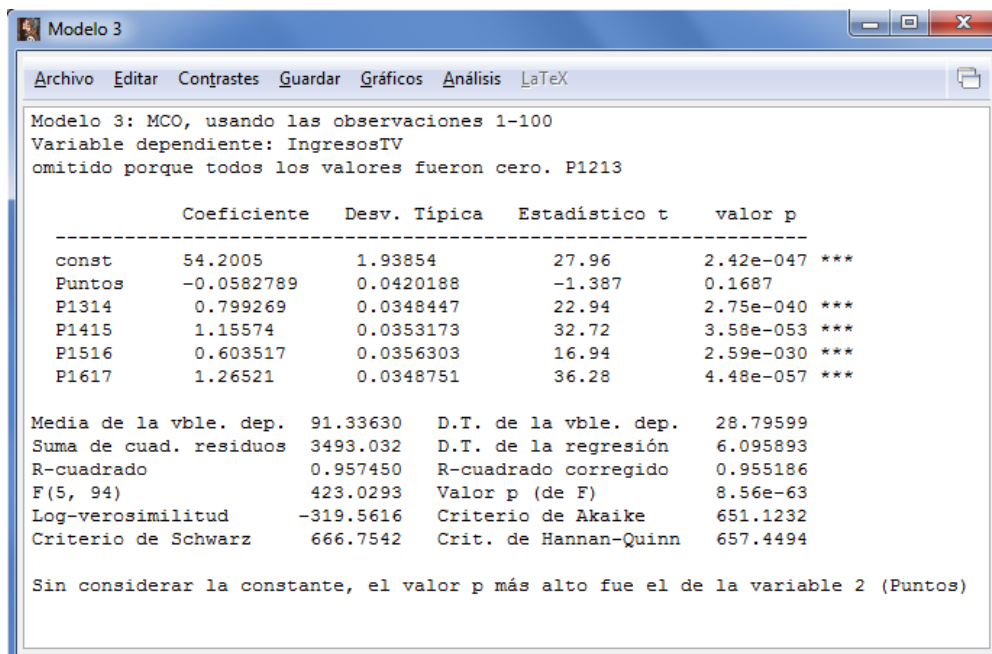 Modelo 3
Archivo Editar Contrastes Guardar Gráficos Análisis LaTeX
Modelo 3: MCO, usando las observaciones 1-100
Variable dependiente: IngresosTV
omitido porque todos los valores fueron cero. P1213
Coeficiente Desv. Típica Estadístico t valor p
const 54.2005 1.93854 27.96 2.42e-047 ***
Puntos -0.0582789 0.0420188 -1.387 0.1687
P1314 0.799269 0.0348447 22.94 2.75e-040 ***
P1415 1.15574 0.0353173 32.72 3.58e-053 ***
P1516 0.603517 0.0356303 16.94 2.59e-030 ***
P1617 1.26521 0.0348751 36.28 4.48e-057 ***
Media de la vble. dep. 91.33630 D.T. de la vble. dep. 28.79599
Suma de cuad. residuos 3493.032 D.T. de la regresión 6.095893
R-cuadrado 0.957450 R-cuadrado corregido 0.955186
F(5, 94) 423.0293 Valor p (de F) 8.56e-63
Log-verosimilitud -319.5616 Criterio de Akaike 651.1232
Criterio de Schwarz 666.7542 Crit. de Hannan-Quinn 657.4494
Sin considerar la constante, el valor p más alto fue el de la variable 2 (Puntos)